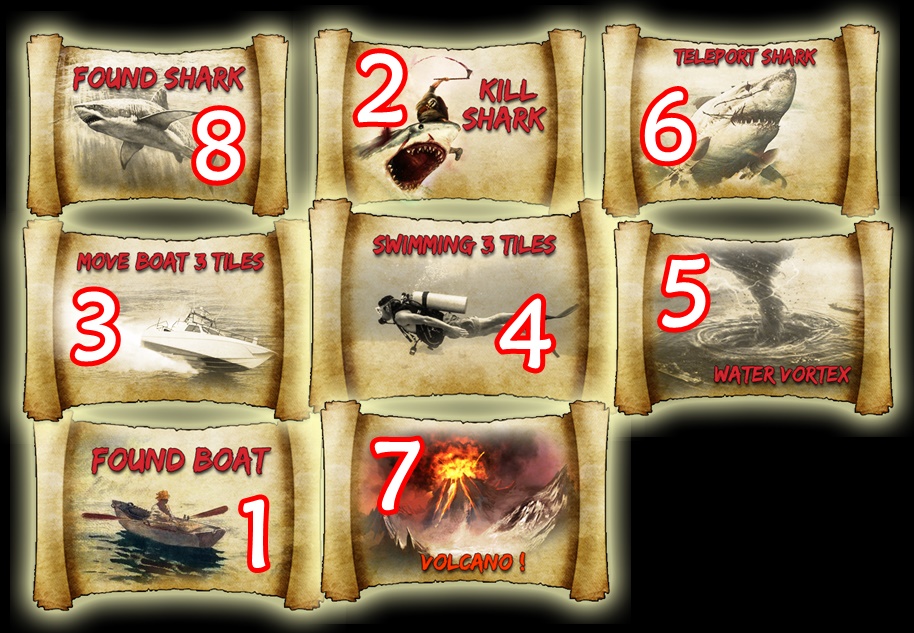 FOUND SHARK
8
2
KILL
SHARK
TELEPORT SHARK
6
MOVE BOAT 3 TILES
3
SWIMMING 3 TILES
4
5
WATER VORTEX
FOUND BOAT
1
7
VOLCANO !